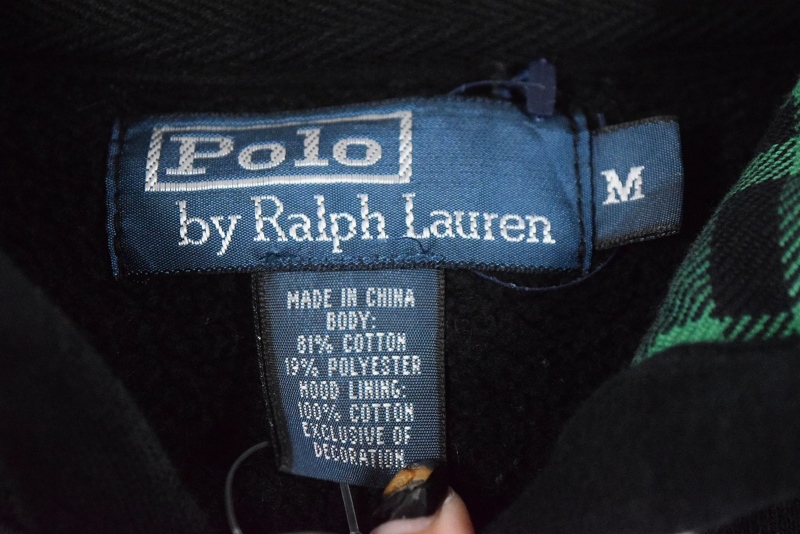 Polo
by Ralph Lauren
M
MADE IN CHINA
BODY:
81% COTTON
19% POLYESTER
HOOD LINING:
100% COTTON
EXCLUSIVE OF
DECORATION